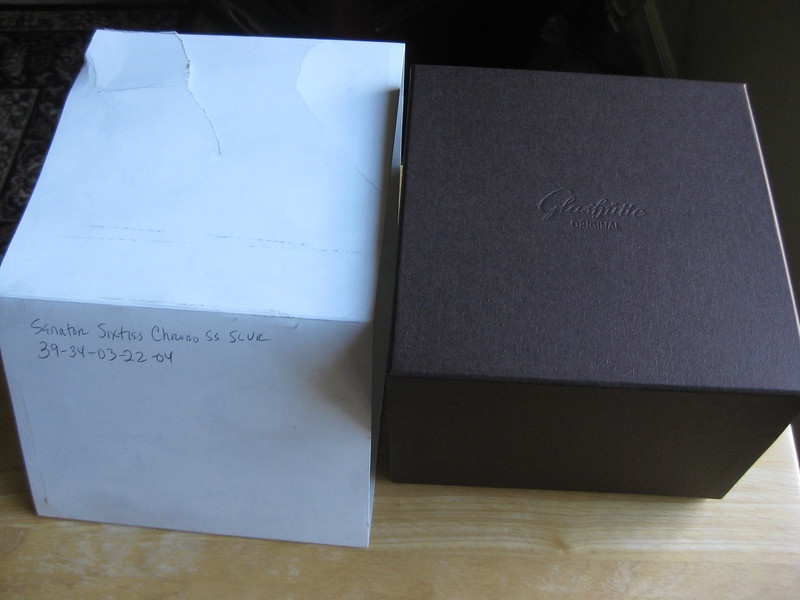 Senator Sixties Chrono SS SLVR
39-34-03-22-04
Glashütte
ORIGINAL